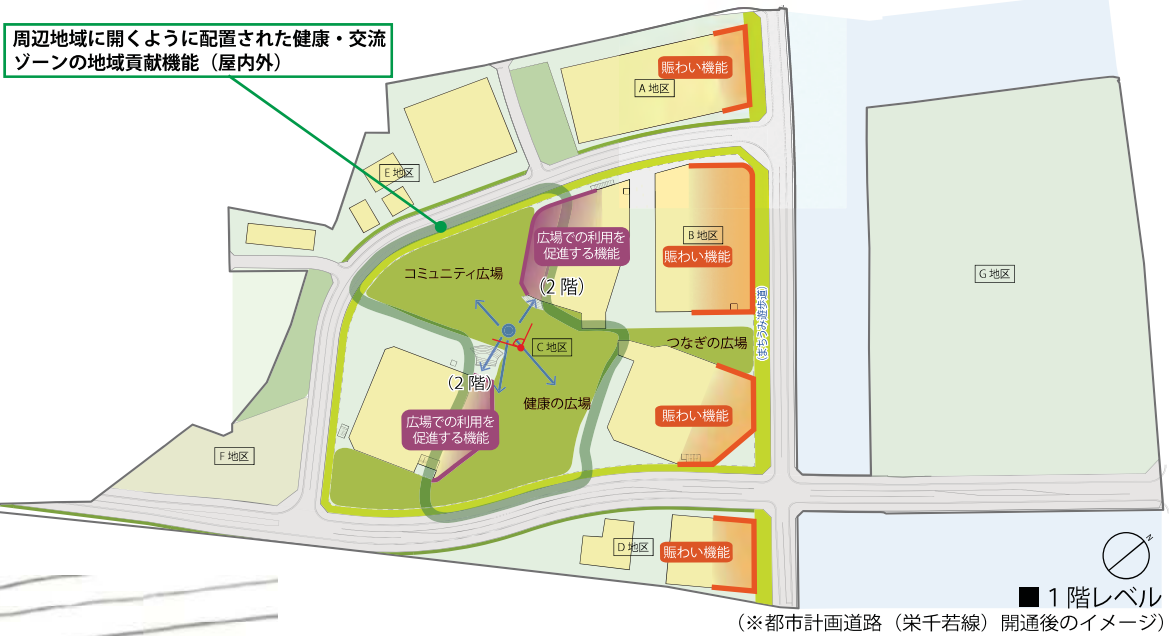 周辺地域に開くように配置された健康・交流
ゾーンの地域貢献機能（屋内外）
賑わい機能
A 地区
E 地区
B 地区
賑わい機能
広場での利用を
促進する機能
コミュニティ広場
（2 階）
G 地区
（まちうみ遊歩道）
C 地区
つなぎの広場
（2 階）
健康の広場
広場での利用を
促進する機能
賑わい機能
F 地区
D 地区
賑わい機能
N
■１階レベル
（※都市計画道路（栄千若線）開通後のイメージ）